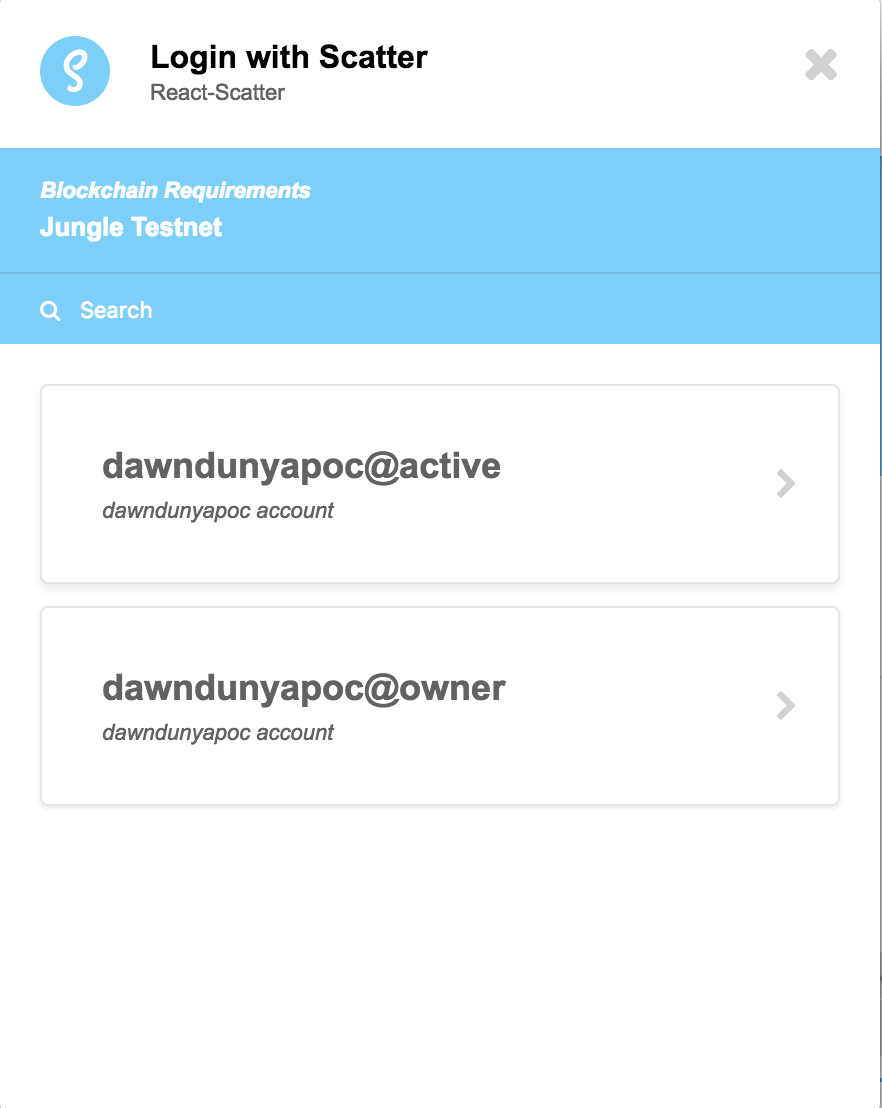 Login with Scatter
React-Scatter
Blockchain Requirements
Jungle Testnet
Search
dawndunyapoc@active
dawndunyapoc account
dawndunyapoc@owner
dawndunyapoc account